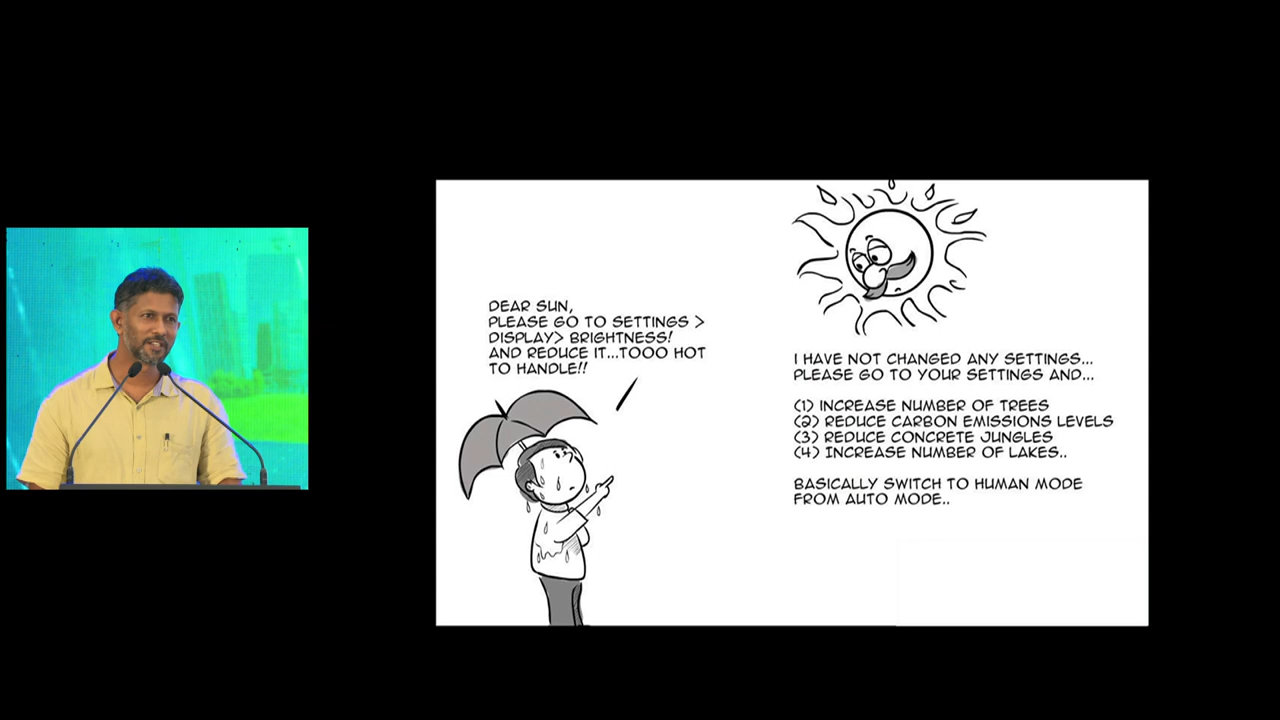 DEAR SUN,
PLEASE GO TO SETTINGS >
DISPLAY> BRIGHTNESS!
AND REDUCE IT...TOOO HOT
TO HANDLE!!
I HAVE NOT CHANGED ANY SETTINGS...
PLEASE GO TO YOUR SETTINGS AND...
(1) INCREASE NUMBER OF TREES
(2) REDUCE CARBON EMISSIONS LEVELS
(3) REDUCE CONCRETE JUNGLES
(4) INCREASE NUMBER OF LAKES..
BASICALLY SWITCH TO HUMAN MODE
FROM AUTO MODE..